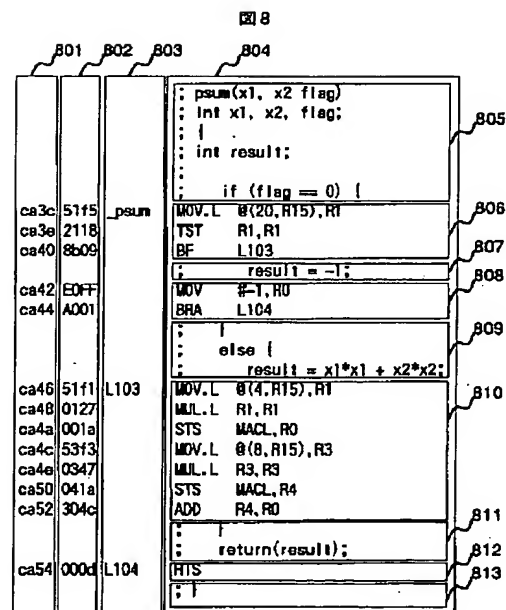 図8
801 802 803 804
; psum(x1, x2 flag)
; int x1, x2, flag;
; {
; int result;
;
; if (flag == 0) {
805
ca3c 51f5 _psum MOV.L @(20,R15),R1 806
ca3e 2118 TST R1,R1
ca40 8b09 BF L103 807
; result = -1;
ca42 E0FF MOV #-1,R0 808
ca44 A001 BRA L104
; }
; else {
; result = x1*x1 + x2*x2;
809
ca46 51f1 L103 MOV.L @(4,R15),R1 810
ca48 0127 MUL.L R1,R1
ca4a 001a STS MACL,R0
ca4c 53f3 MOV.L @(8,R15),R3
ca4e 0347 MUL.L R3,R3
ca50 041a STS MACL,R4
ca52 304c ADD R4,R0
; }
; return(result);
811
ca54 000d L104 RTS 812
; }
813